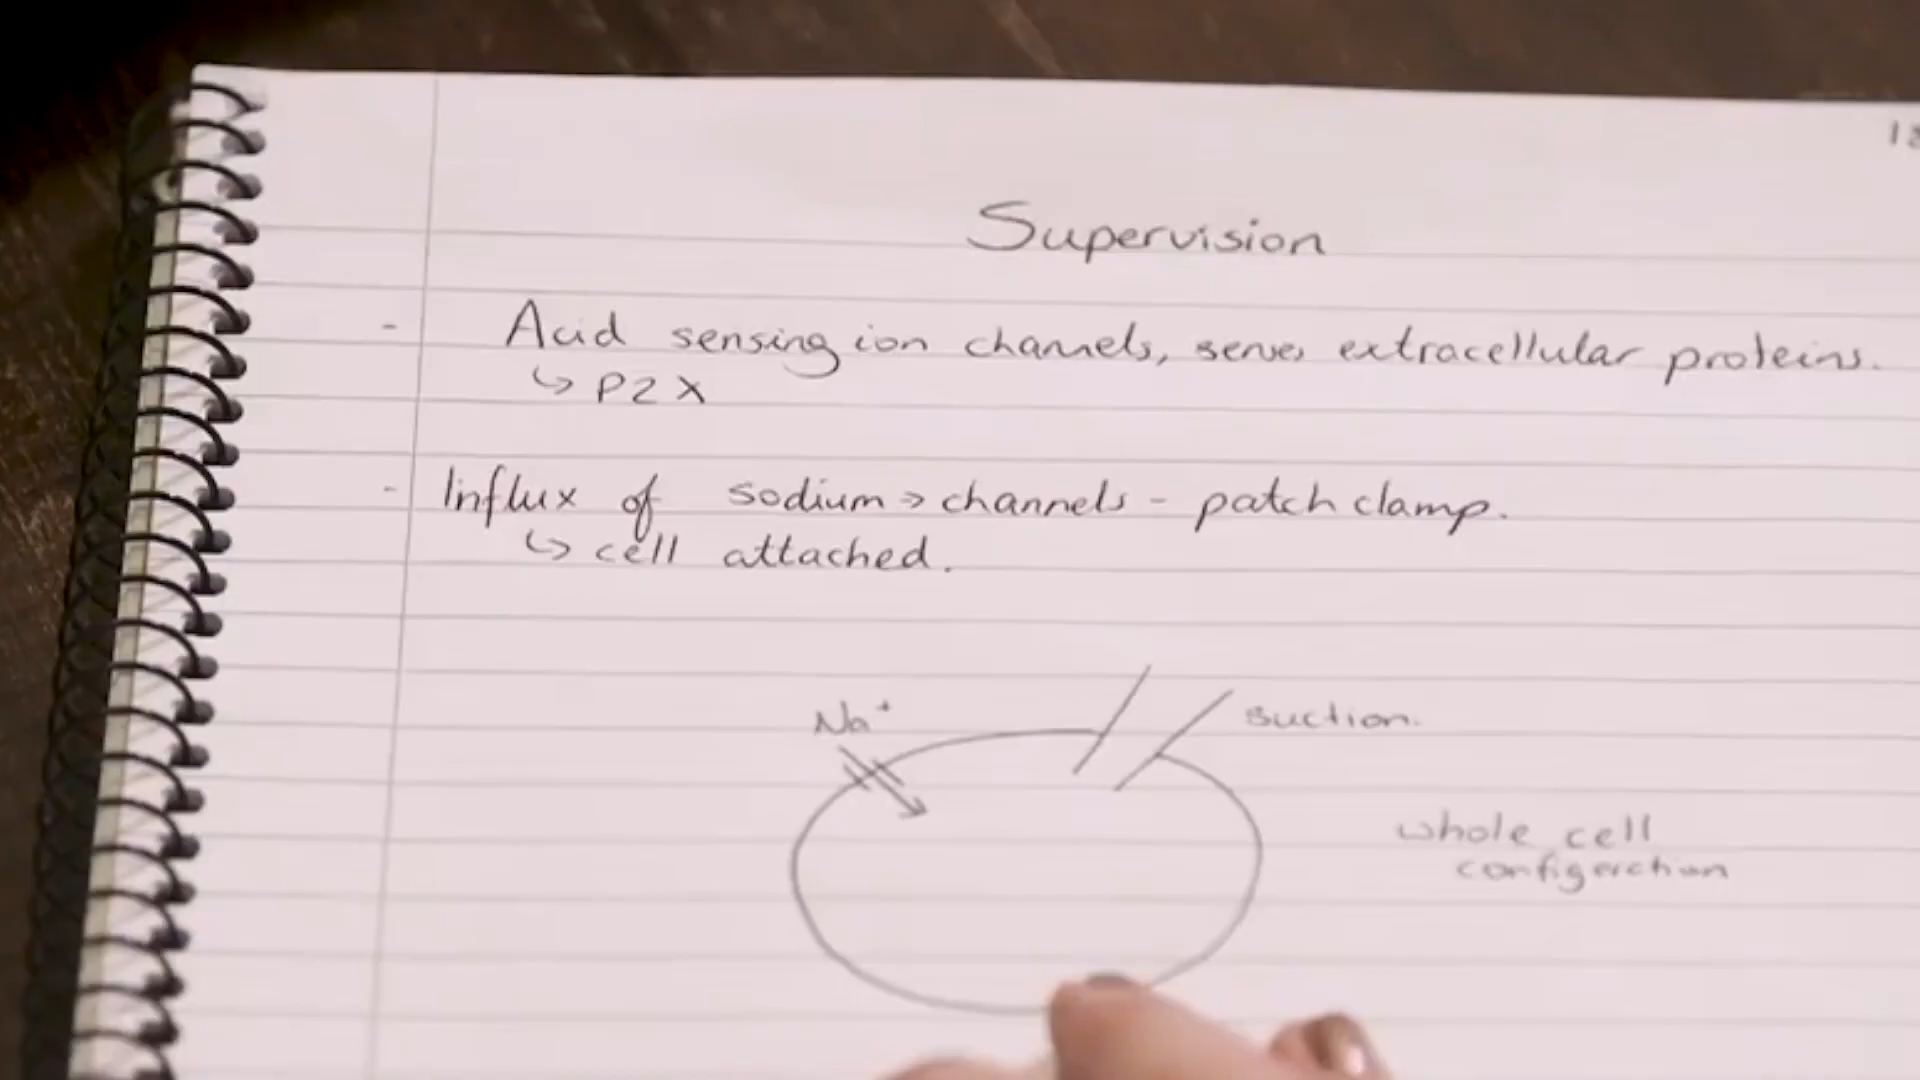 Supervision
- Acid sensing ion channels, senses extracellular proteins.
↳ P2X
- Influx of sodium → channels - patch clamp.
↳ cell attached.
Na+
suction.
whole cell
configeration